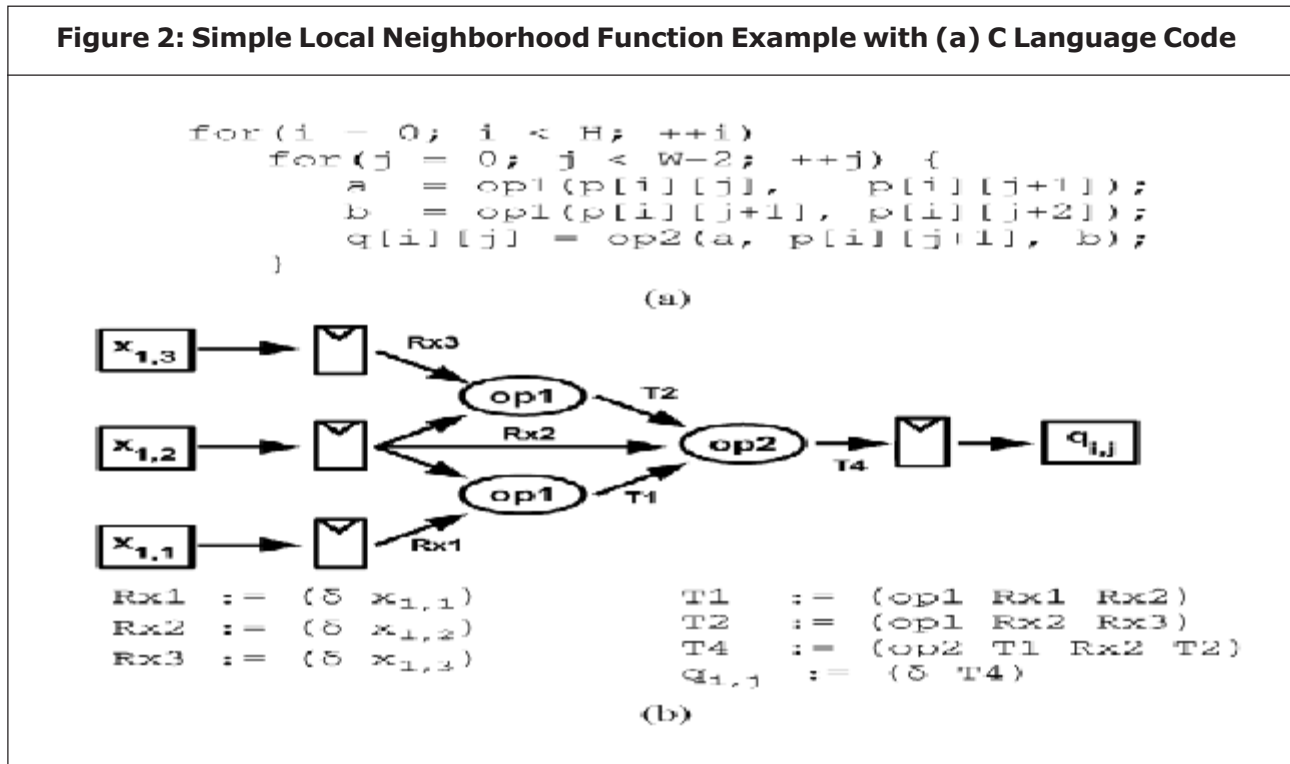 Figure 2: Simple Local Neighborhood Function Example with (a) C Language Code
for(i = 0; i < H; ++i)
for(j = 0; j < W-2; ++j) {
a = op1(p[i][j], p[i][j+1]);
b = op1(p[i][j+1], p[i][j+2]);
q[i][j] = op2(a, p[i][j+1], b);
}
(a)
x1,3
Rx3
op1
T2
x1,2
Rx2
op2
T4
qi,j
op1
T1
x1,1
Rx1
Rx1 := (δ x1,1)
Rx2 := (δ x1,2)
Rx3 := (δ x1,3)
T1 := (op1 Rx1 Rx2)
T2 := (op1 Rx2 Rx3)
T4 := (op2 T1 Rx2 T2)
qi,j := (δ T4)
(b)